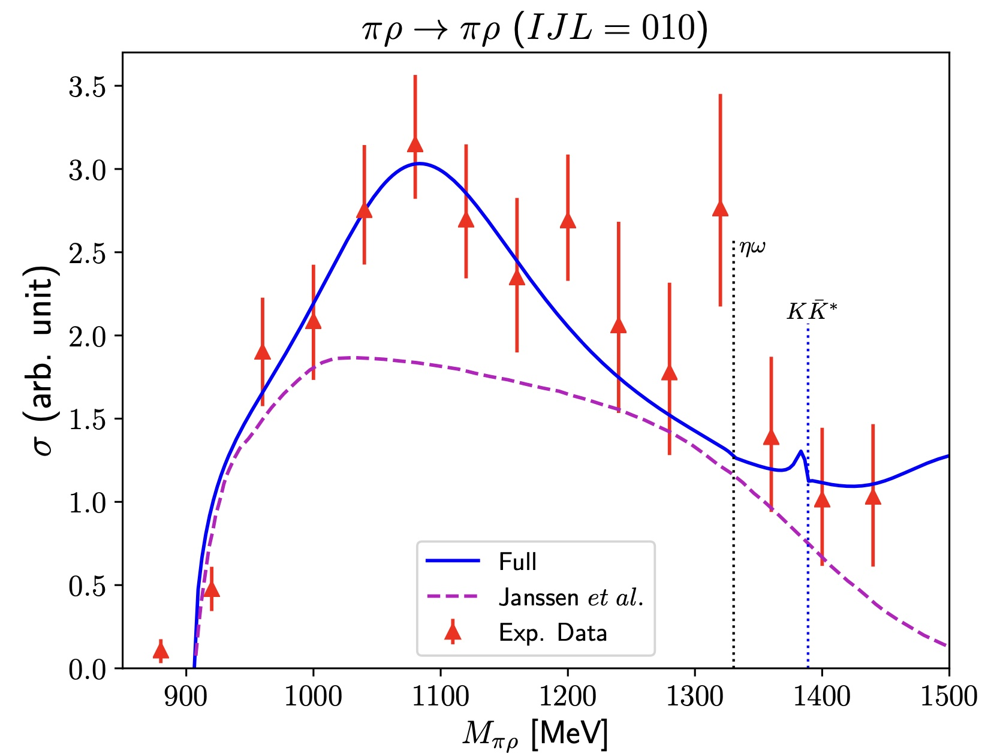 πρ → πρ (IJL = 010)
σ (arb. unit)
3.5
3.0
2.5
2.0
1.5
1.0
0.5
0.0
ηω
KK̄*
Full
Janssen et al.
Exp. Data
900 1000 1100 1200 1300 1400 1500
M_{πρ} [MeV]